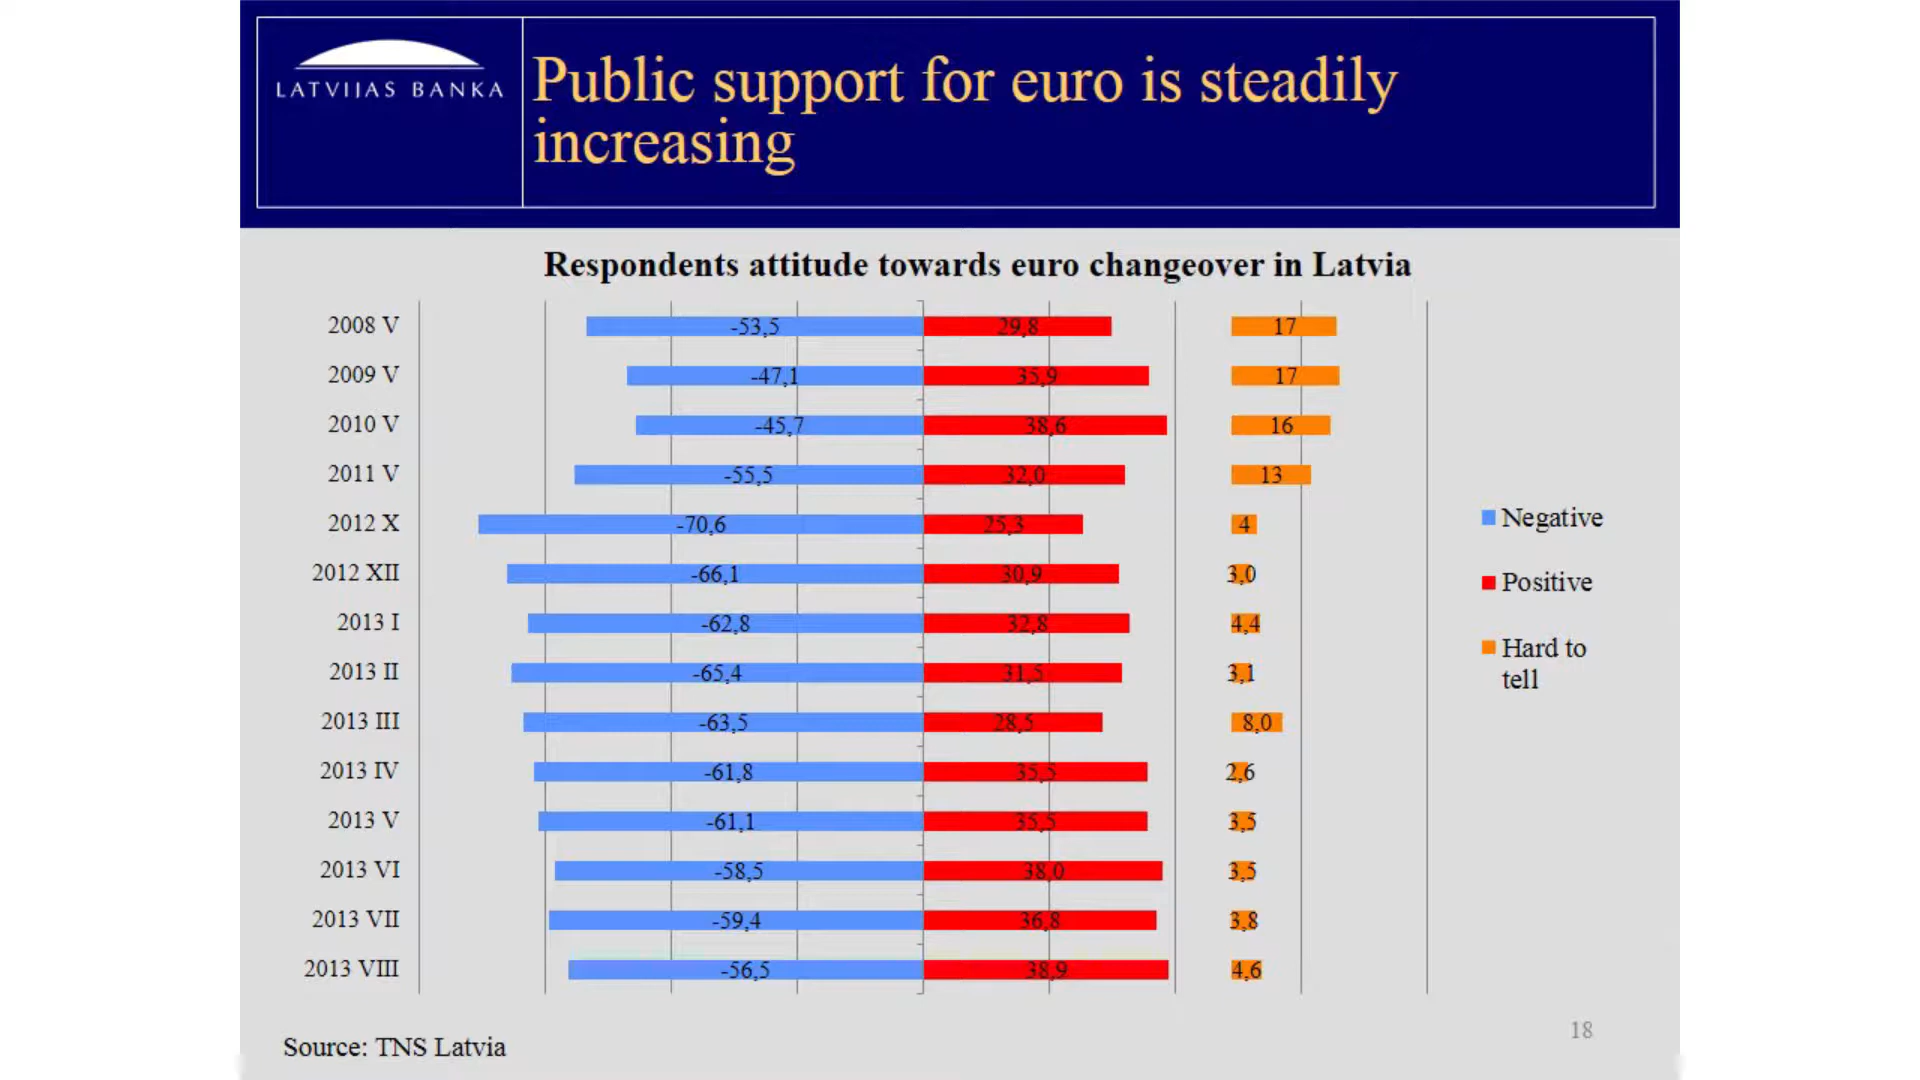 LATVIJAS BANKA
Public support for euro is steadily
increasing
Respondents attitude towards euro changeover in Latvia
2008 V -53,5 29,8 17
2009 V -47,1 35,9 17
2010 V -45,7 38,6 16
2011 V -55,5 32,0 13
2012 X -70,6 25,3 4
2012 XII -66,1 30,9 3,0
2013 I -62,8 32,8 4,4
2013 II -65,4 31,5 3,1
2013 III -63,5 28,5 8,0
2013 IV -61,8 35,5 2,6
2013 V -61,1 35,5 3,5
2013 VI -58,5 38,0 3,5
2013 VII -59,4 36,8 3,8
2013 VIII -56,5 38,9 4,6
Negative
Positive
Hard to
tell
Source: TNS Latvia
18